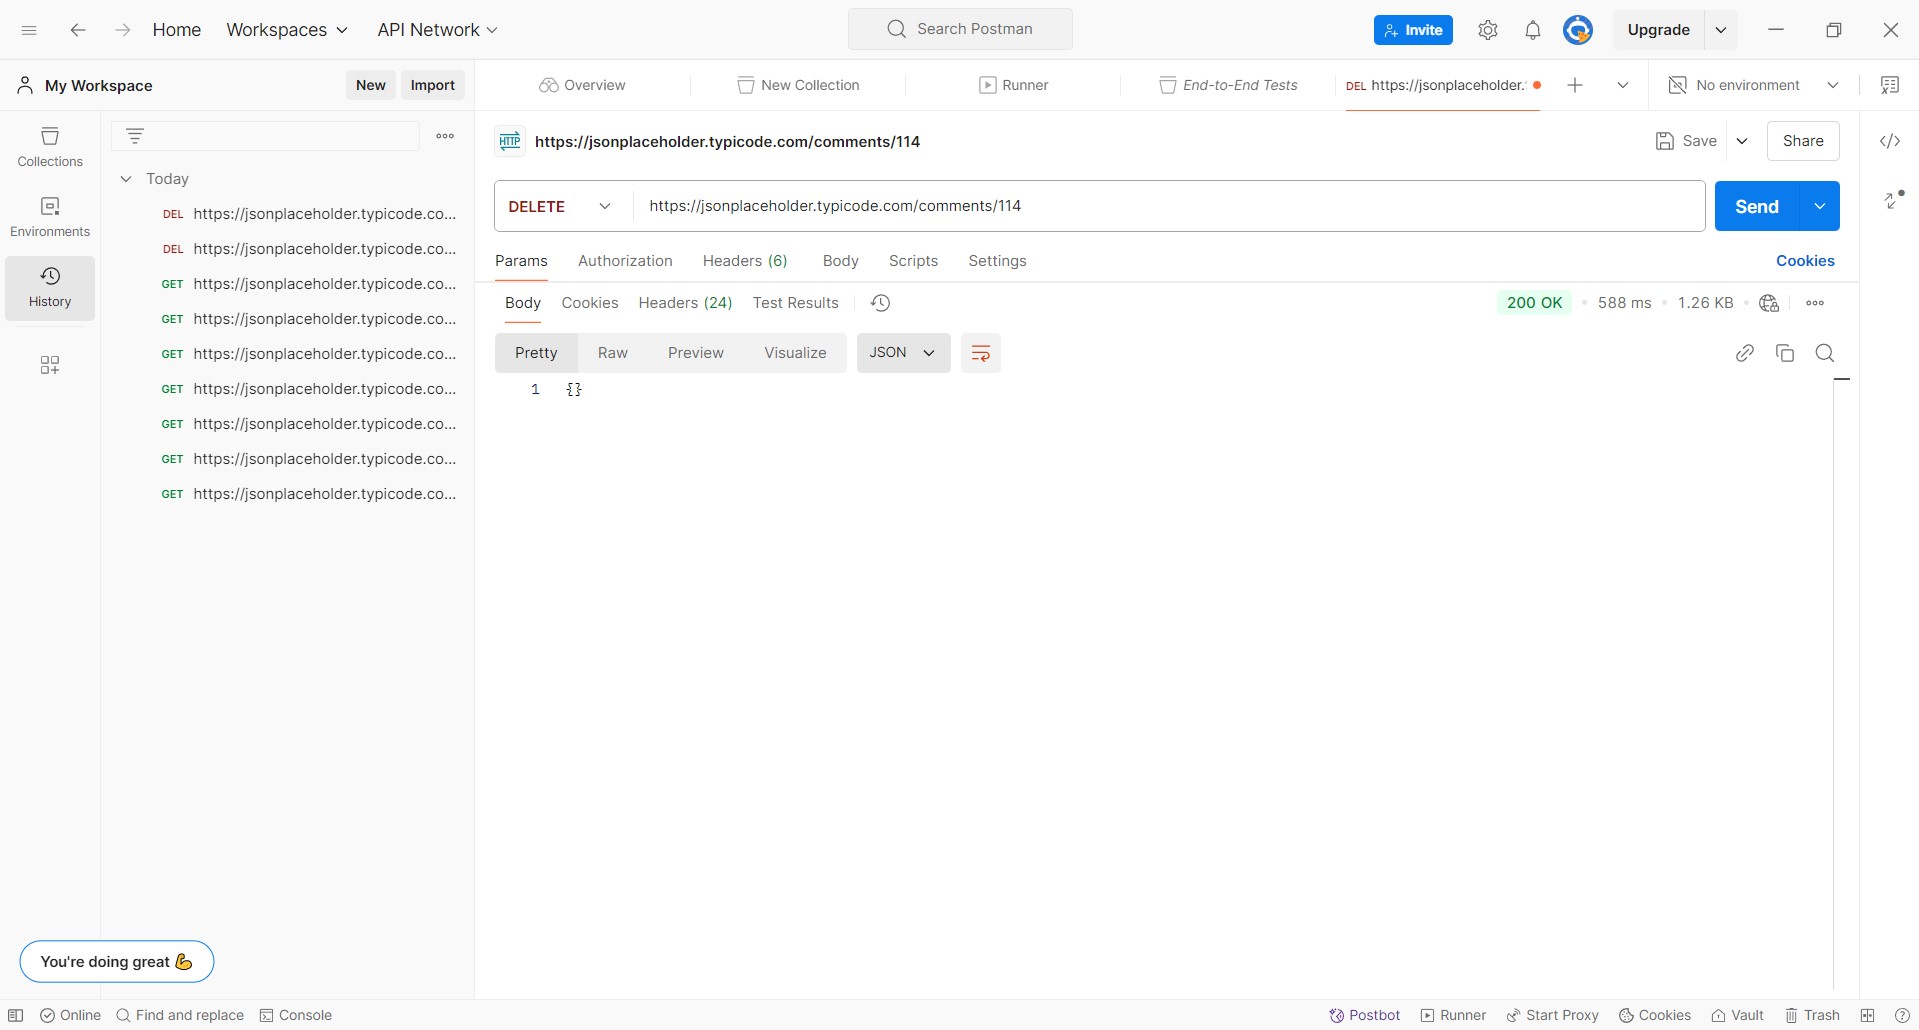 Home Workspaces API Network Search Postman Invite Upgrade
My Workspace New Import Overview New Collection Runner End-to-End Tests DEL https://jsonplaceholder. No environment
Collections
Environments
History
Today
DEL https://jsonplaceholder.typicode.co...
DEL https://jsonplaceholder.typicode.co...
GET https://jsonplaceholder.typicode.co...
GET https://jsonplaceholder.typicode.co...
GET https://jsonplaceholder.typicode.co...
GET https://jsonplaceholder.typicode.co...
GET https://jsonplaceholder.typicode.co...
GET https://jsonplaceholder.typicode.co...
GET https://jsonplaceholder.typicode.co...
HTTP https://jsonplaceholder.typicode.com/comments/114 Save Share
DELETE https://jsonplaceholder.typicode.com/comments/114 Send
Params Authorization Headers (6) Body Scripts Settings Cookies
Body Cookies Headers (24) Test Results 200 OK 588 ms 1.26 KB
Pretty Raw Preview Visualize JSON
1 {}
You're doing great 💪
Online Find and replace Console Postbot Runner Start Proxy Cookies Vault Trash